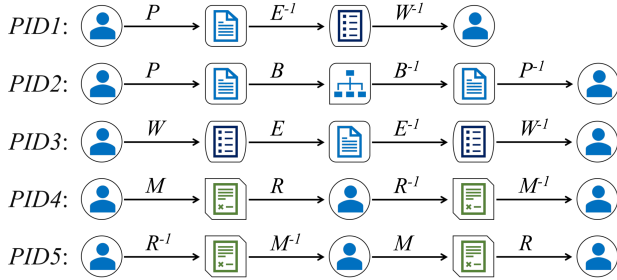 PID1: P E⁻¹ W⁻¹
PID2: P B B⁻¹ P⁻¹
PID3: W E E⁻¹ W⁻¹
PID4: M R R⁻¹ M⁻¹
PID5: R⁻¹ M⁻¹ M R